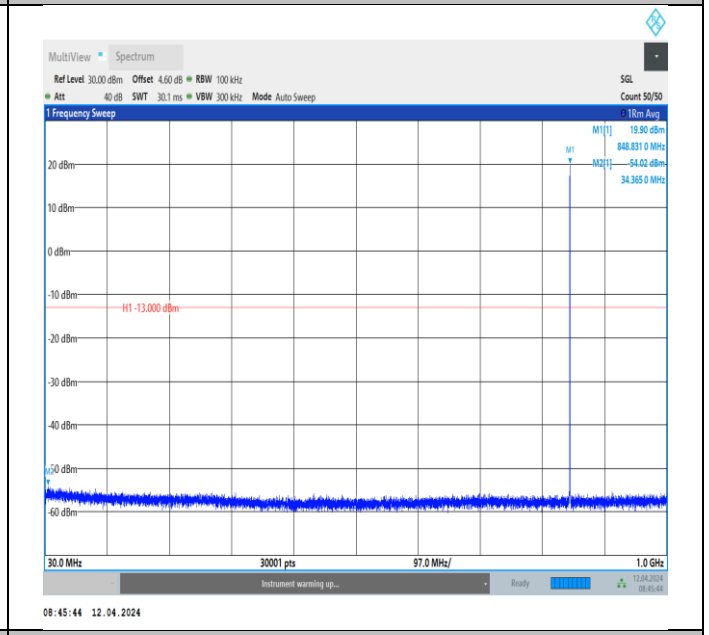 MultiView Spectrum
Ref Level 30.00 dBm Offset 4.60 dB RBW 100 kHz SGL
Att 40 dB SWT 30.1 ms VBW 300 kHz Mode Auto Sweep Count 50/50
1 Frequency Sweep 1Rm Avg
M1[1] 19.90 dBm
848.831 0 MHz
M1
M2[1] -54.02 dBm
34.365 0 MHz
20 dBm
10 dBm
0 dBm
-10 dBm
H1 -13.000 dBm
-20 dBm
-30 dBm
-40 dBm
-50 dBm
-60 dBm
30.0 MHz 30001 pts 97.0 MHz/ 1.0 GHz
Instrument warming up... Ready 12.04.2024
08:45:44
08:45:44 12.04.2024